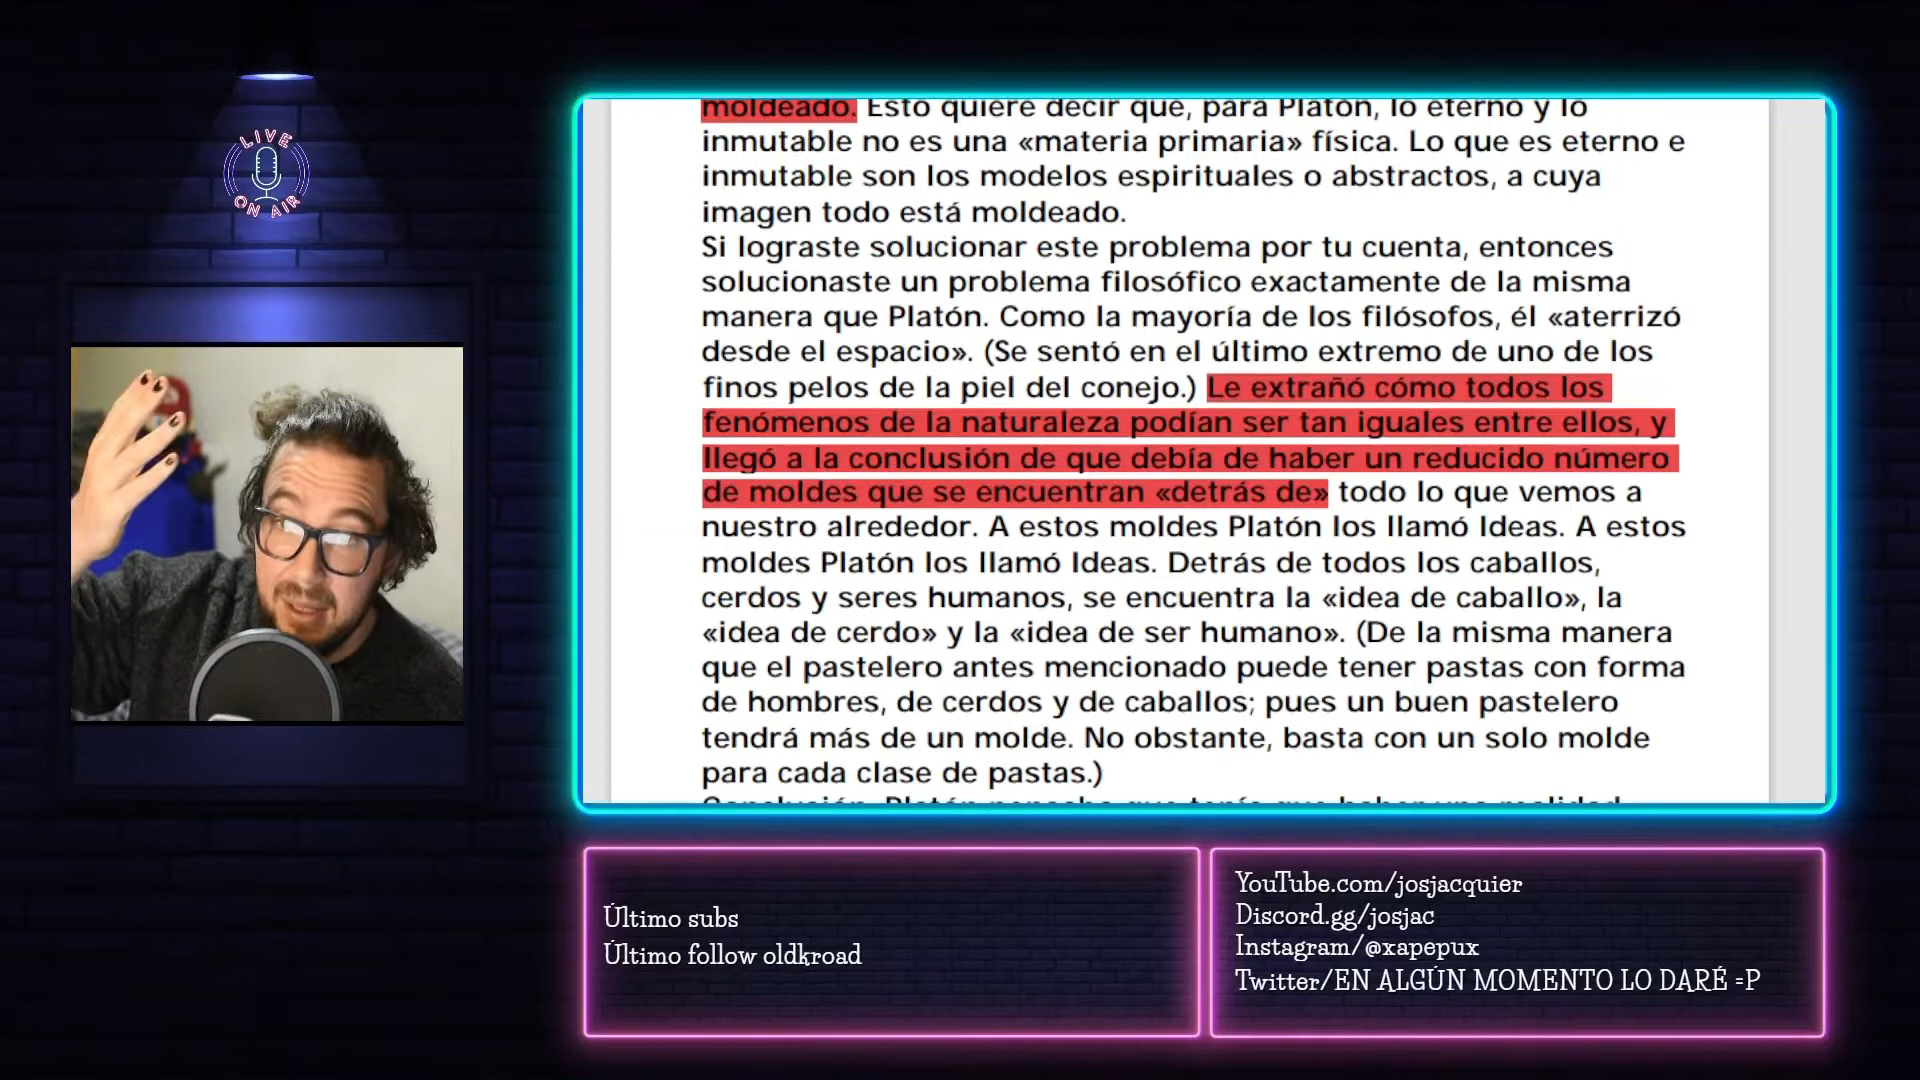 LIVE
ON AIR
moldeado. Esto quiere decir que, para Platón, lo eterno y lo
inmutable no es una «materia primaria» física. Lo que es eterno e
inmutable son los modelos espirituales o abstractos, a cuya
imagen todo está moldeado.
Si lograste solucionar este problema por tu cuenta, entonces
solucionaste un problema filosófico exactamente de la misma
manera que Platón. Como la mayoría de los filósofos, él «aterrizó
desde el espacio». (Se sentó en el último extremo de uno de los
finos pelos de la piel del conejo.) Le extrañó cómo todos los
fenómenos de la naturaleza podían ser tan iguales entre ellos, y
llegó a la conclusión de que debía de haber un reducido número
de moldes que se encuentran «detrás de» todo lo que vemos a
nuestro alrededor. A estos moldes Platón los llamó Ideas. A estos
moldes Platón los llamó Ideas. Detrás de todos los caballos,
cerdos y seres humanos, se encuentra la «idea de caballo», la
«idea de cerdo» y la «idea de ser humano». (De la misma manera
que el pastelero antes mencionado puede tener pastas con forma
de hombres, de cerdos y de caballos; pues un buen pastelero
tendrá más de un molde. No obstante, basta con un solo molde
para cada clase de pastas.)
Último subs
Último follow oldkroad
YouTube.com/josjacquier
Discord.gg/josjac
Instagram/@xapepux
Twitter/EN ALGÚN MOMENTO LO DARÉ =P